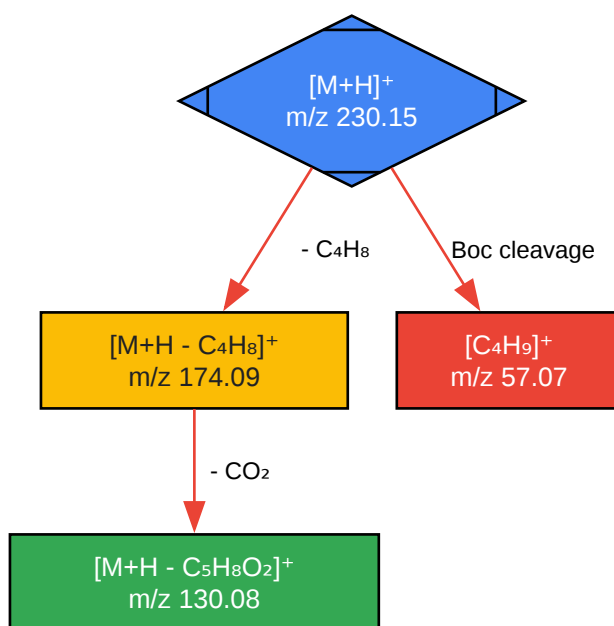 [M+H]⁺
m/z 230.15
- C₄H₈
Boc cleavage
[M+H - C₄H₈]⁺
m/z 174.09
[C₄H₉]⁺
m/z 57.07
- CO₂
[M+H - C₅H₈O₂]⁺
m/z 130.08